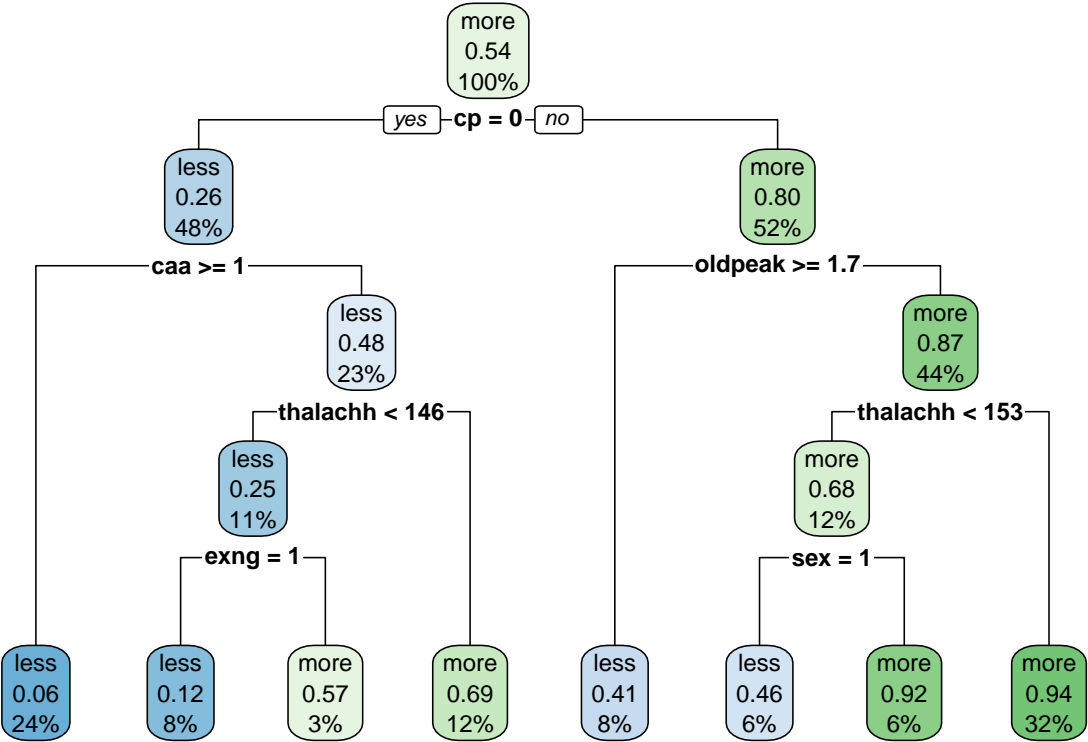 more
0.54
100%
yes cp = 0 no
less
0.26
48%
more
0.80
52%
caa >= 1
oldpeak >= 1.7
less
0.48
23%
more
0.87
44%
thalachh < 146
thalachh < 153
less
0.25
11%
more
0.68
12%
exng = 1
sex = 1
less
0.06
24%
less
0.12
8%
more
0.57
3%
more
0.69
12%
less
0.41
8%
less
0.46
6%
more
0.92
6%
more
0.94
32%